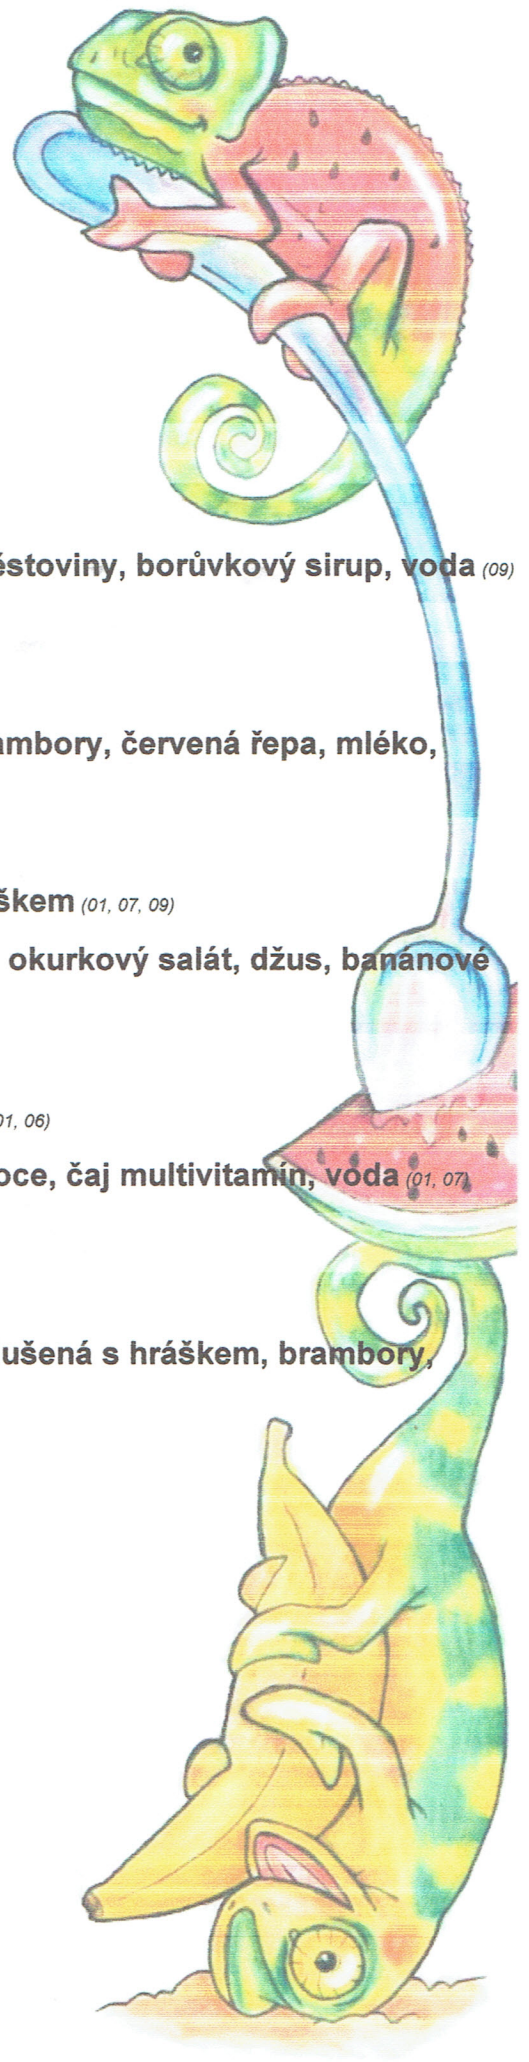 ěstoviny, borůvkový sirup, voda (09)
ambory, červená řepa, mléko,
škem (01, 07, 09)
okurkový salát, džus, banánové
01, 06)
oce, čaj multivitamín, voda (01, 07)
ušená s hráškem, brambory,